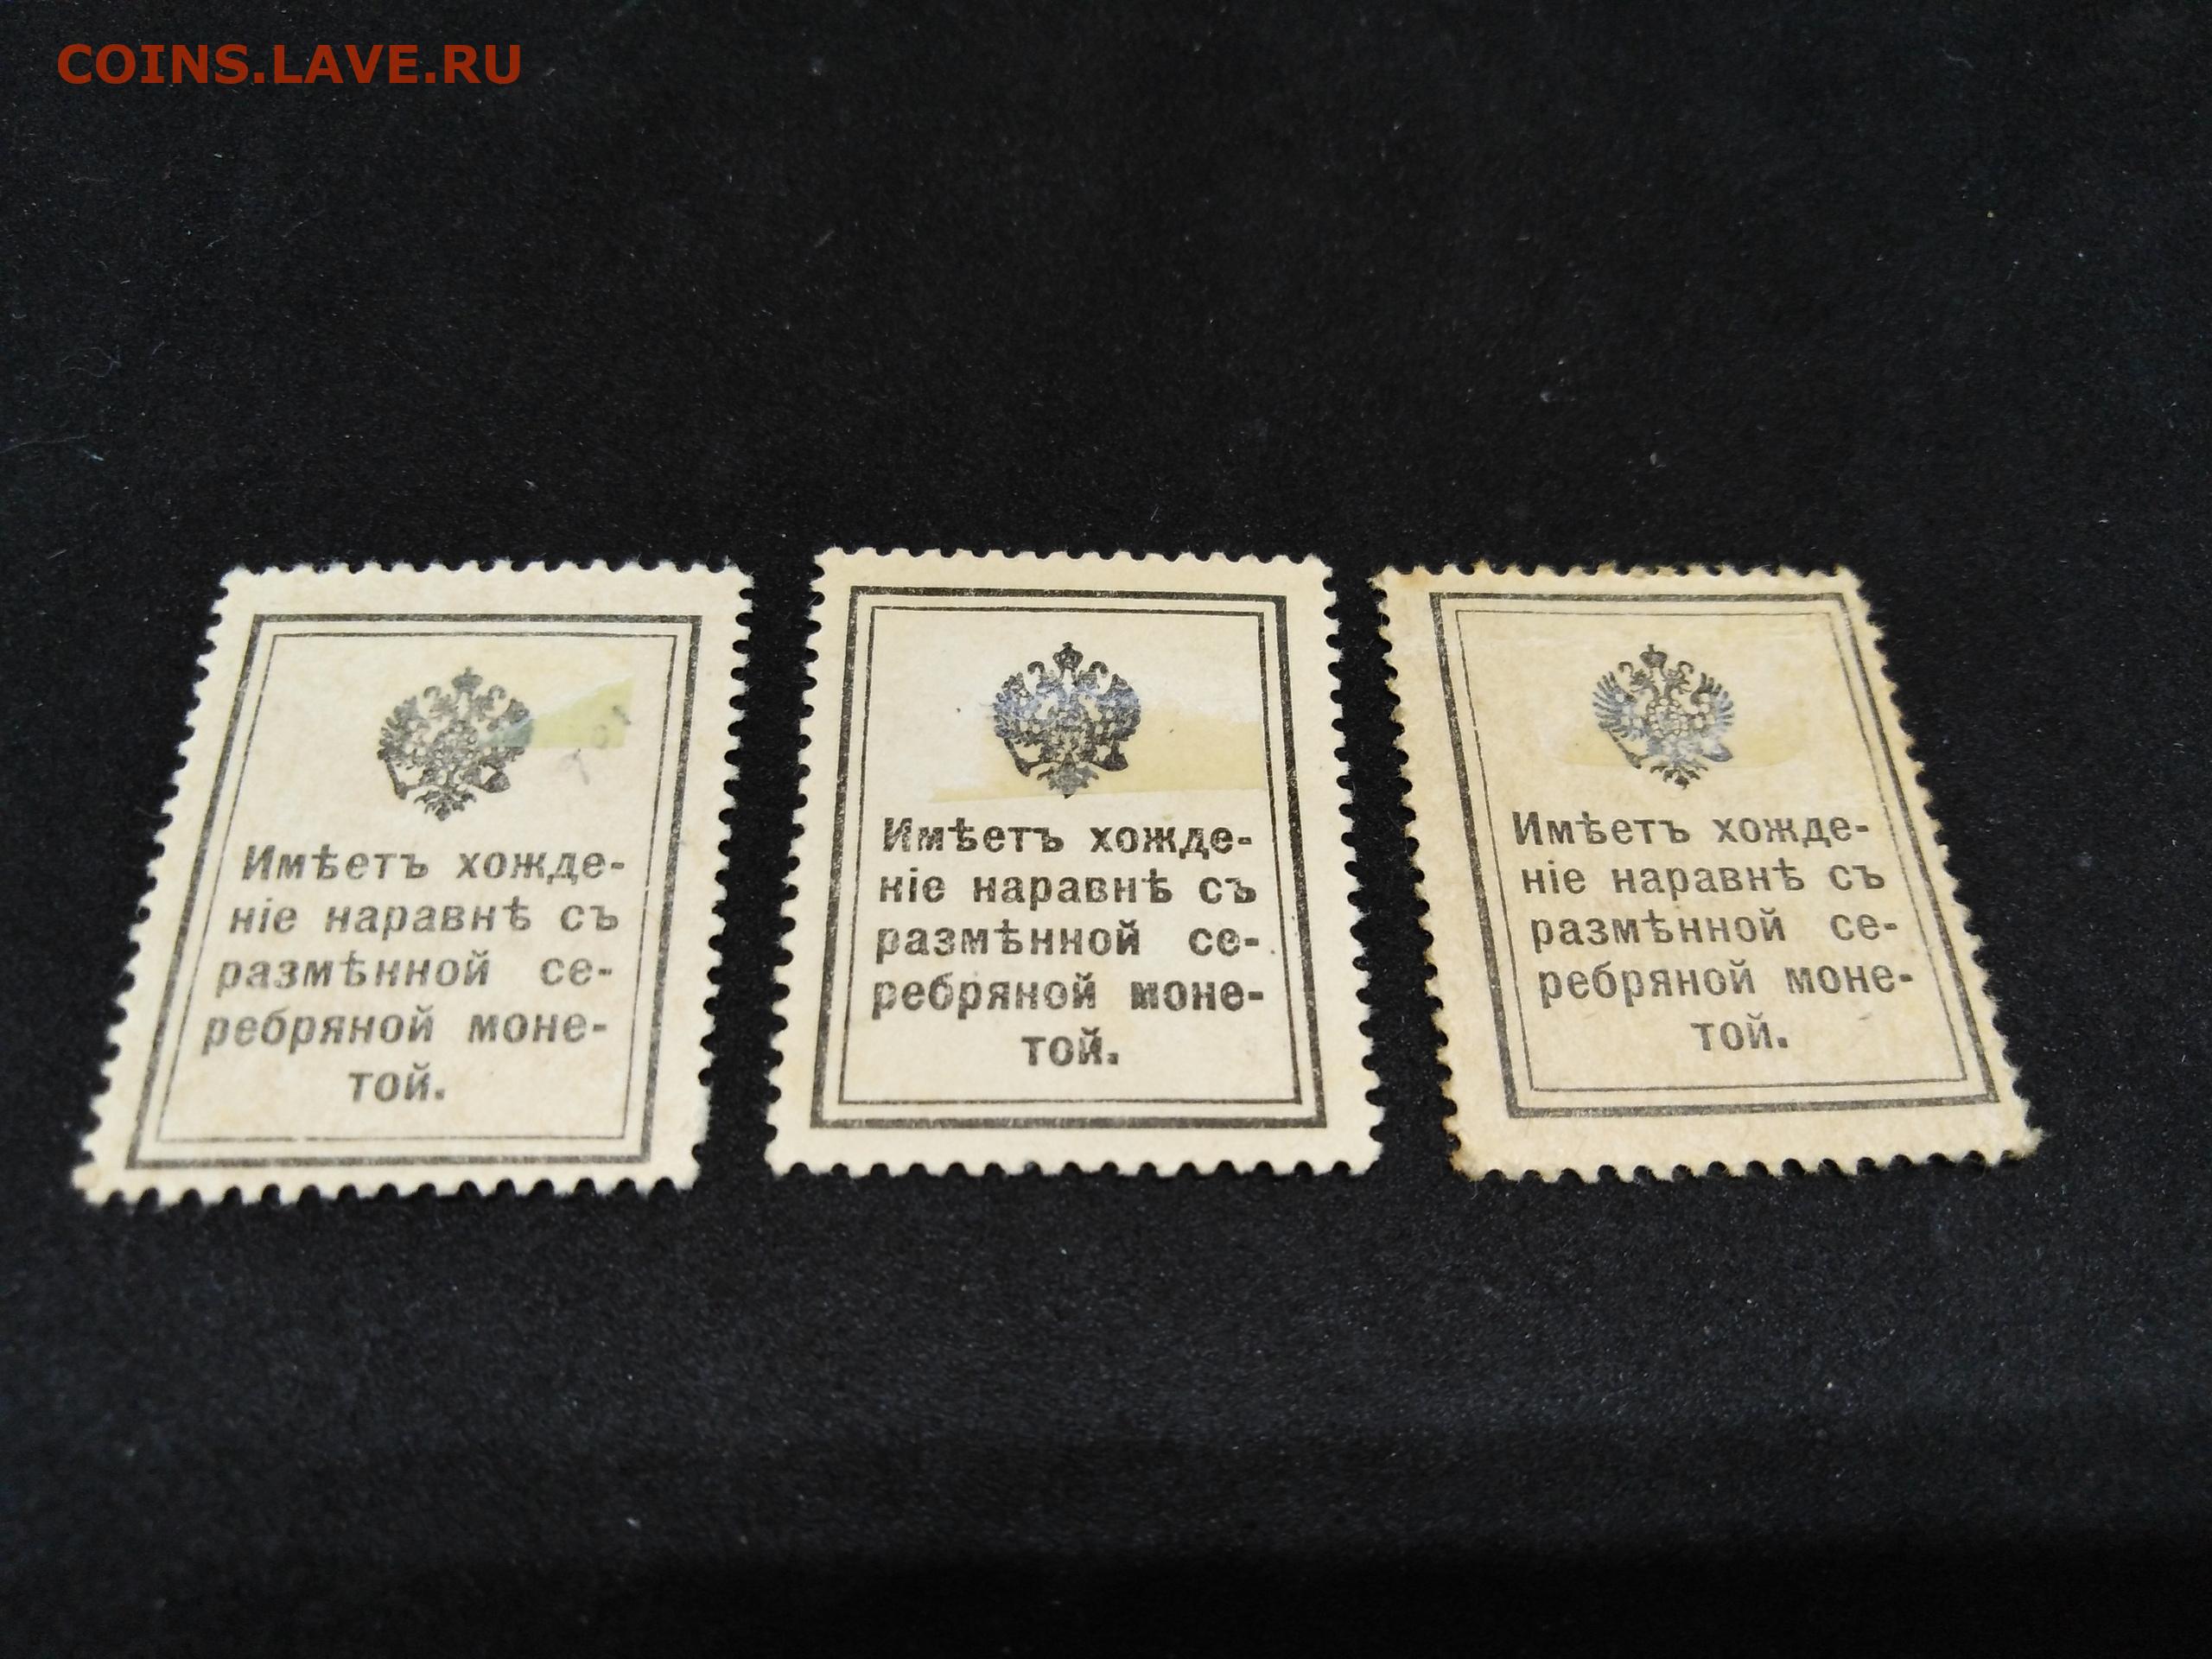 COINS.LAVE.RU
Имѣетъ хожде-
ніе наравнѣ съ
размѣнной се-
ребряной моне-
той.
Имѣетъ хожде-
ніе наравнѣ съ
размѣнной се-
ребряной моне-
той.
Имѣетъ хожде-
ніе наравнѣ съ
размѣнной се-
ребряной моне-
той.